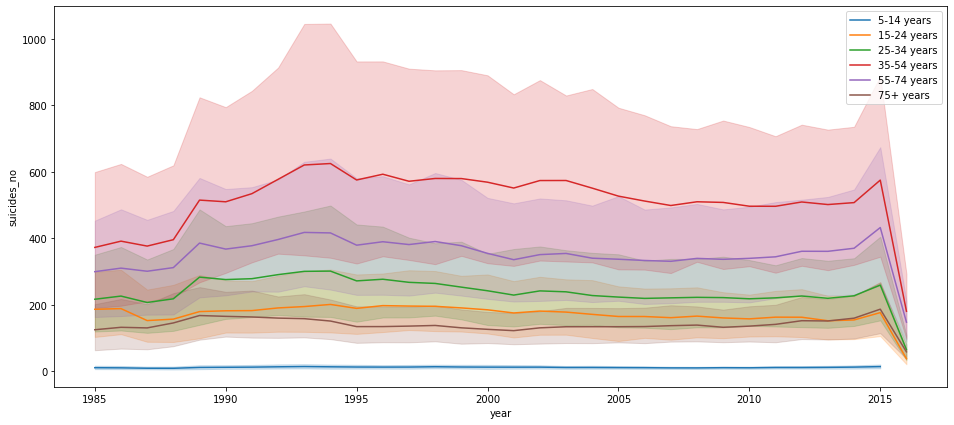 1000
800
600
400
200
0
suicides_no
1985
1990
1995
2000
2005
2010
2015
year
5-14 years
15-24 years
25-34 years
35-54 years
55-74 years
75+ years